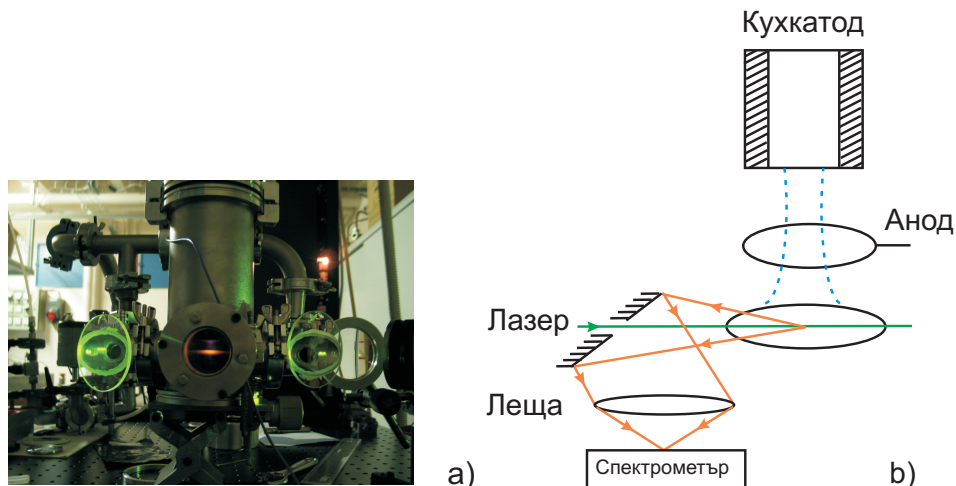 Кухкатод
Анод
Лазер
Леща
Спектрометър
a)
b)